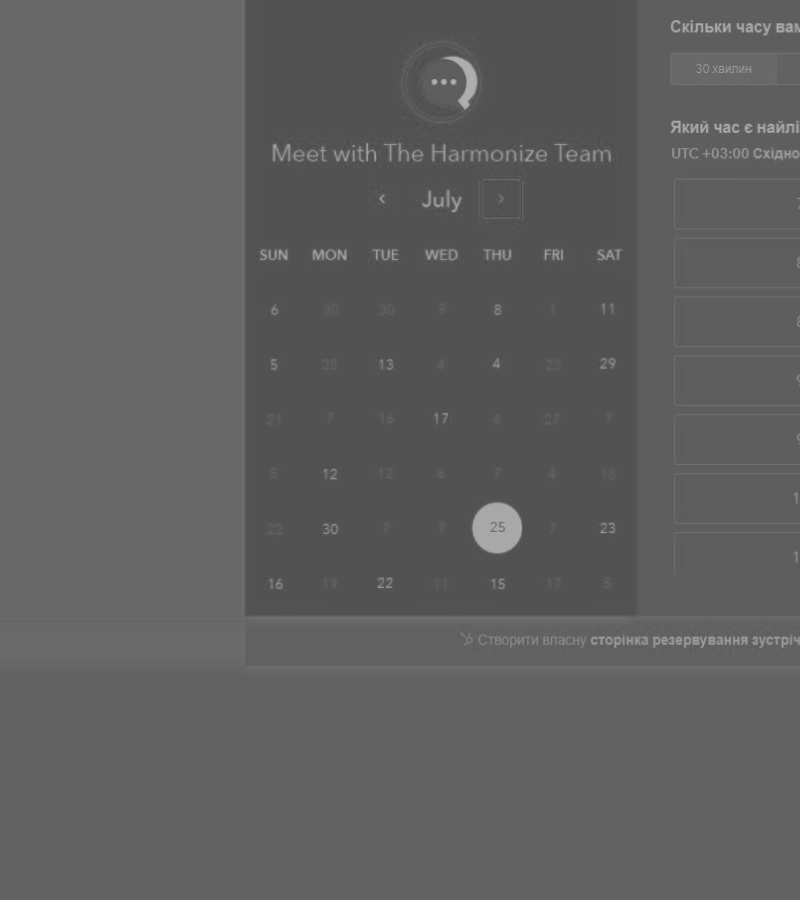 Meet with The Harmonize Team
July
SUN MON TUE WED THU FRI SAT
6 30 30 9 8 1 11
5 28 13 4 4 22 29
21 7 16 17 4 27 7
5 12 12 6 7 4 18
22 30 7 7 25 7 23
16 19 22 11 15 17 5
Скільки часу вам
30 хвилин
Який час є найлі
UTC +03:00 Східно
7
8
8
9
9
1
1
Створити власну сторінка резервування зустріч